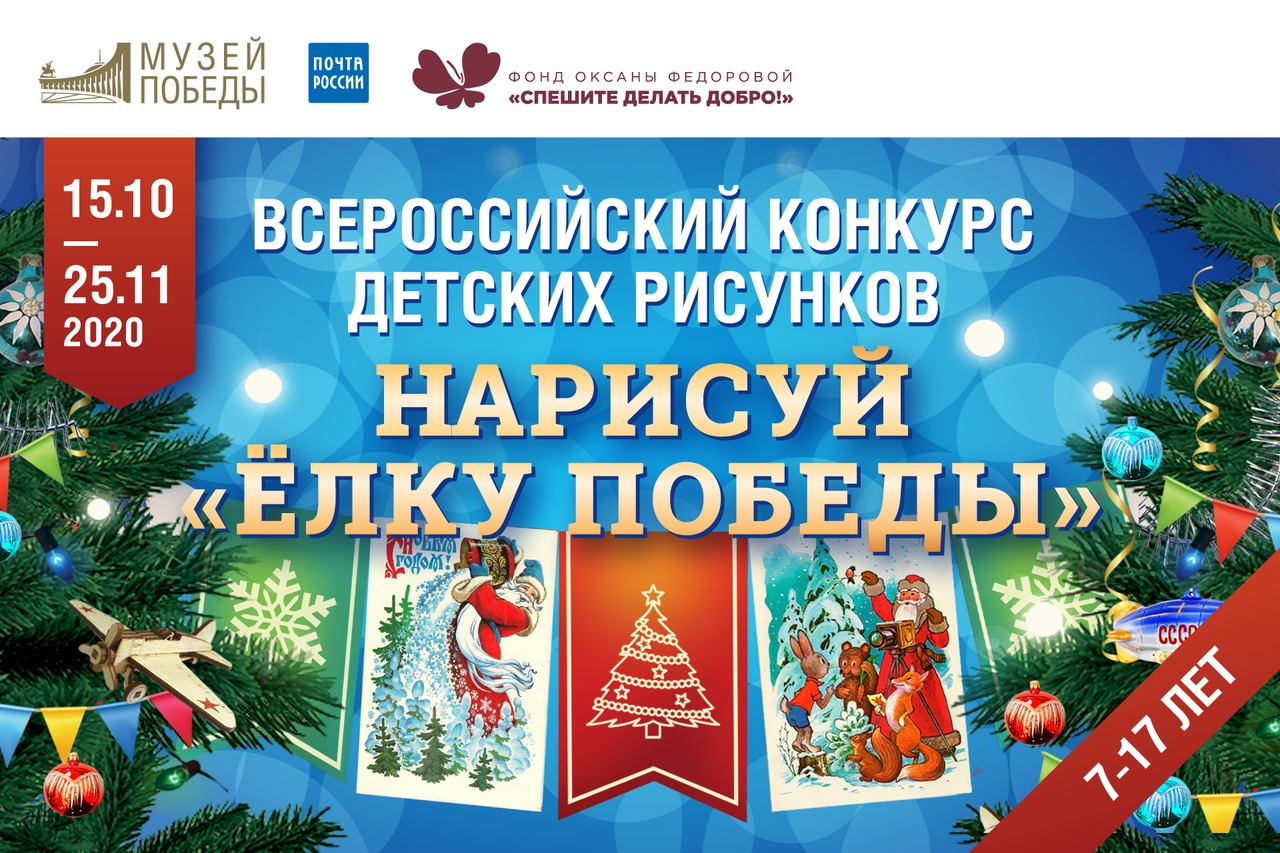 МУЗЕЙ
ПОБЕДЫ
ПОЧТА
РОССИИ
ФОНД ОКСАНЫ ФЕДОРОВОЙ
«СПЕШИТЕ ДЕЛАТЬ ДОБРО!»
15.10
—
25.11
2020
ВСЕРОССИЙСКИЙ КОНКУРС
ДЕТСКИХ РИСУНКОВ
НАРИСУЙ
«ЁЛКУ ПОБЕДЫ»
С НОВЫМ
ГОДОМ!
СССР
7-17 ЛЕТ